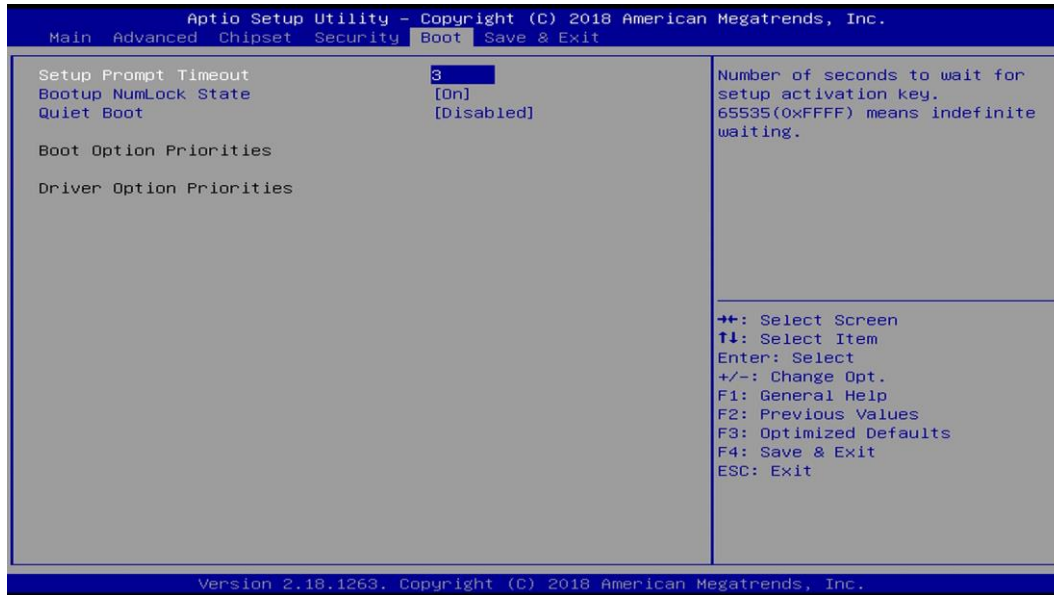 Aptio Setup Utility – Copyright (C) 2018 American Megatrends, Inc.
Main Advanced Chipset Security Boot Save & Exit
Setup Prompt Timeout 3
Bootup NumLock State [On]
Quiet Boot [Disabled]
Boot Option Priorities
Driver Option Priorities
Number of seconds to wait for
setup activation key.
65535(0xFFFF) means indefinite
waiting.
→←: Select Screen
↑↓: Select Item
Enter: Select
+/-: Change Opt.
F1: General Help
F2: Previous Values
F3: Optimized Defaults
F4: Save & Exit
ESC: Exit
Version 2.18.1263. Copyright (C) 2018 American Megatrends, Inc.